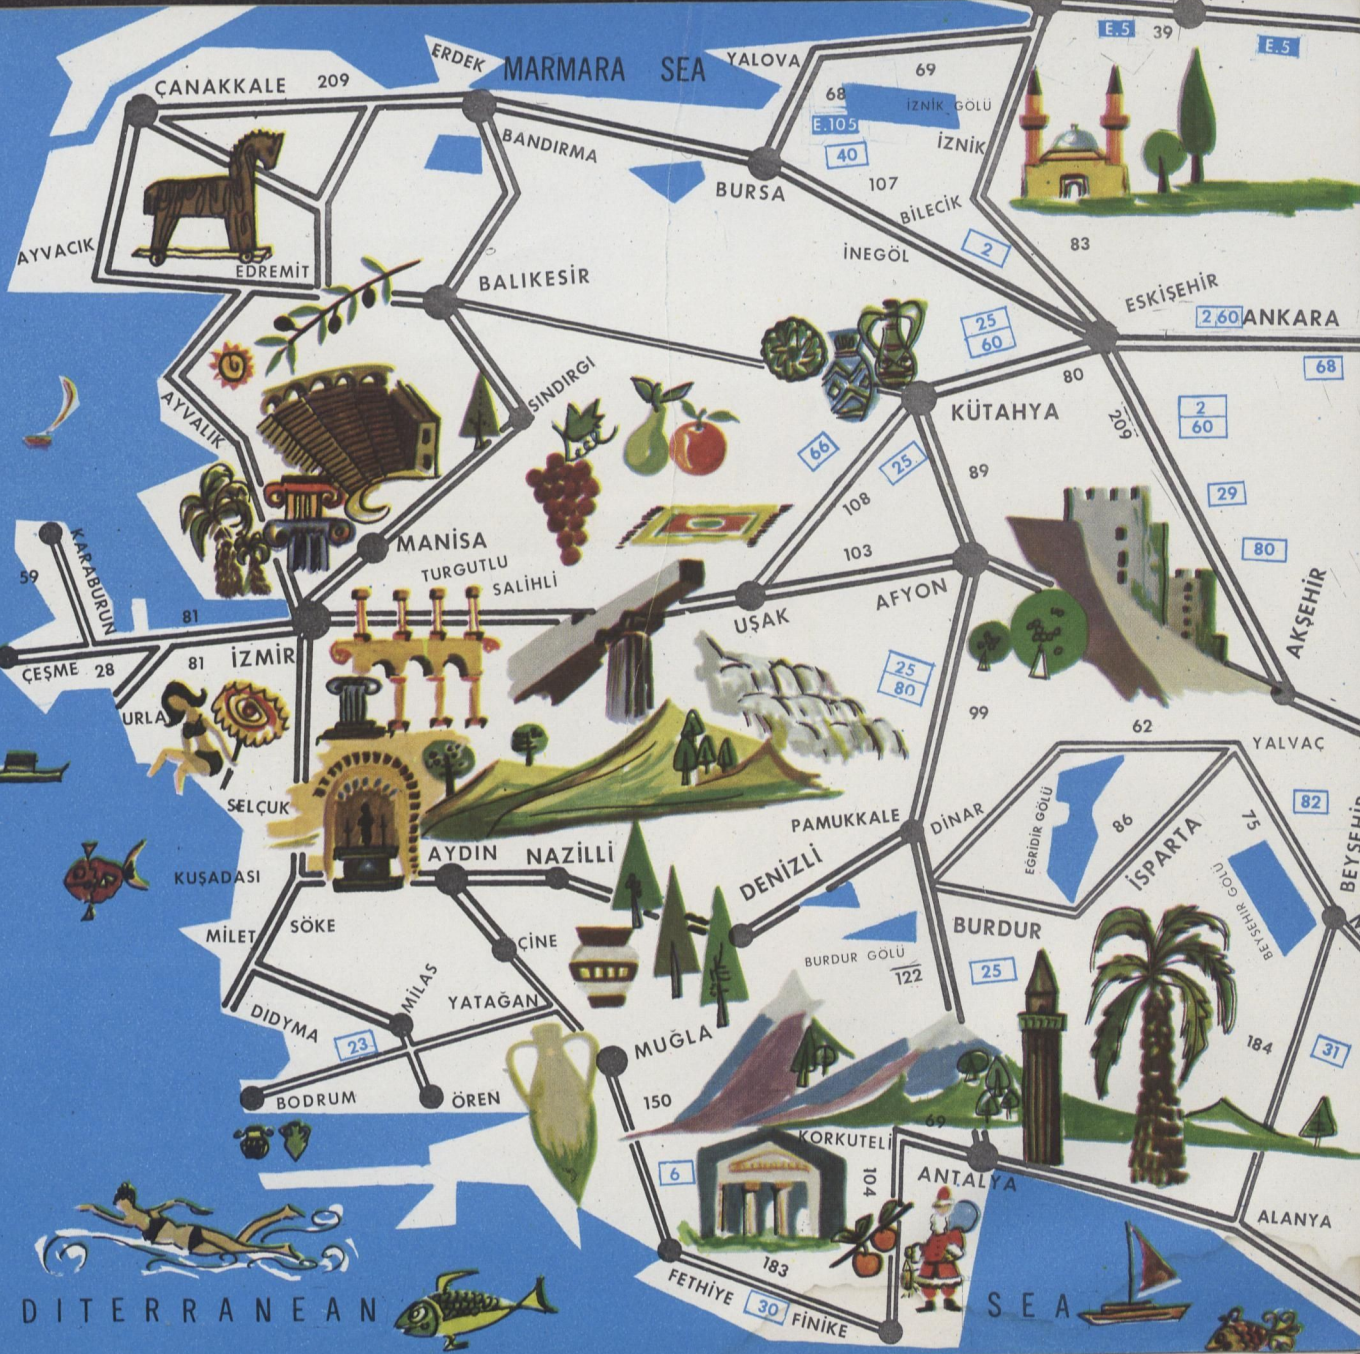 E.5
39
E.5
ERDEK
MARMARA SEA
YALOVA
69
ÇANAKKALE
209
68
İZNİK GÖLÜ
E.105
BANDIRMA
İZNİK
40
107
BURSA
BİLECİK
83
2
AYVACIK
İNEGÖL
EDREMİT
BALIKESİR
ESKİŞEHİR
2,60
ANKARA
25
60
68
80
SINDIRGI
AYVALIK
KÜTAHYA
209
2
60
66
25
89
29
108
KARABURUN
MANİSA
TURGUTLU
SALİHLİ
103
80
59
AFYON
81
UŞAK
AKŞEHİR
ÇEŞME
28
81
İZMİR
25
80
URLA
99
62
YALVAÇ
SELÇUK
82
PAMUKKALE
DİNAR
EĞRİDİR GÖLÜ
86
75
AYDIN
NAZİLLİ
DENİZLİ
İSPARTA
BEYŞEHİR
KUŞADASI
BEYSEHİR GÖLÜ
SÖKE
MİLET
ÇİNE
BURDUR
BURDUR GÖLÜ
122
25
MİLAS
YATAĞAN
DIDYMA
23
MUĞLA
184
31
BODRUM
ÖREN
150
69
KORKUTELİ
6
104
ANTALYA
ALANYA
183
FETHİYE
30
FINİKE
DITERRANEAN
SEA